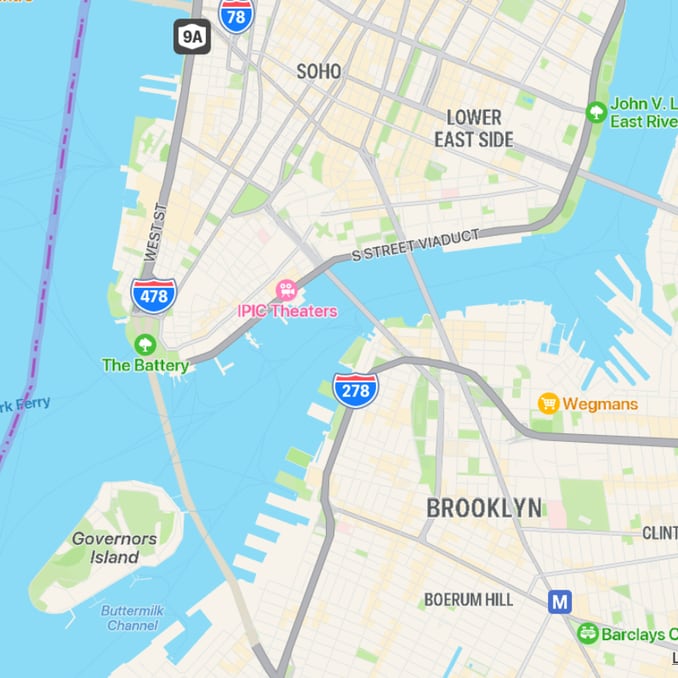 78
9A
SOHO
John V. L
East Rive
LOWER
EAST SIDE
WEST ST
S STREET VIADUCT
478
IPIC Theaters
The Battery
278
rk Ferry
Wegmans
BROOKLYN
CLINT
Governors
Island
Buttermilk
Channel
BOERUM HILL
M
Barclays C